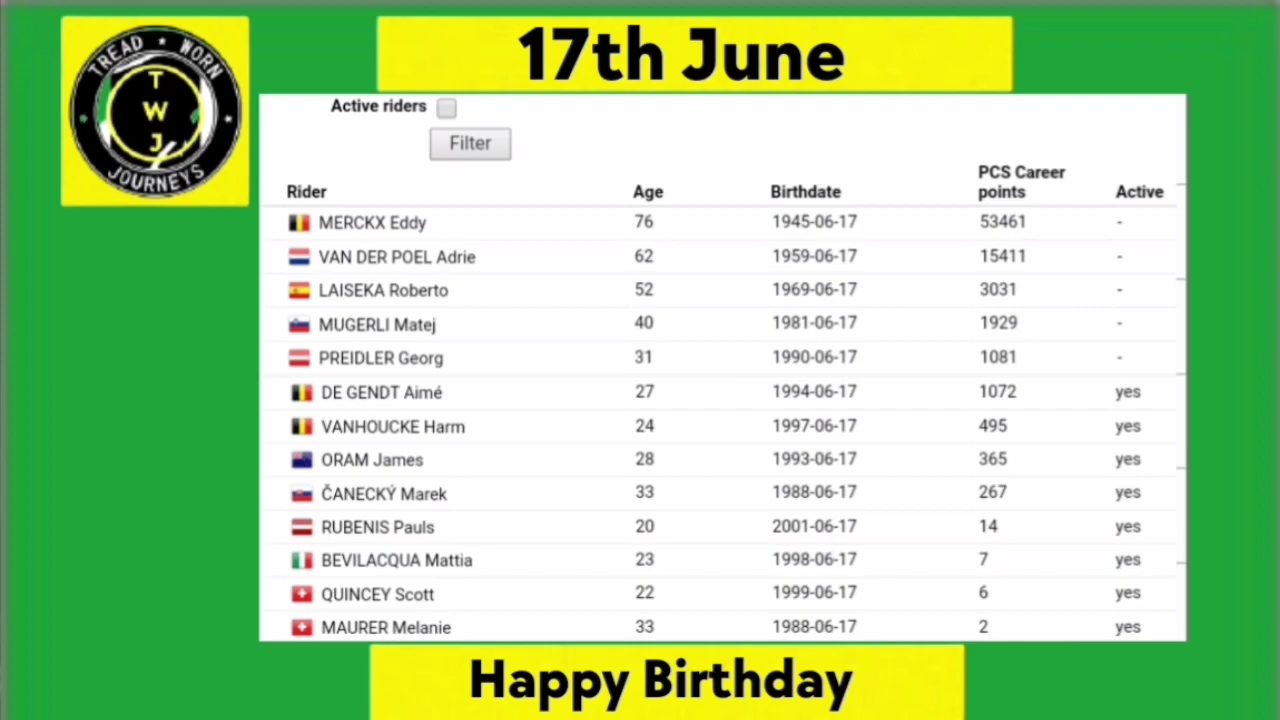 17th June
TREAD ★ WORN
T
W
J
JOURNEYS
Active riders
Filter
Rider Age Birthdate PCS Career points Active
MERCKX Eddy 76 1945-06-17 53461 -
VAN DER POEL Adrie 62 1959-06-17 15411 -
LAISEKA Roberto 52 1969-06-17 3031 -
MUGERLI Matej 40 1981-06-17 1929 -
PREIDLER Georg 31 1990-06-17 1081 -
DE GENDT Aimé 27 1994-06-17 1072 yes
VANHOUCKE Harm 24 1997-06-17 495 yes
ORAM James 28 1993-06-17 365 yes
ČANECKÝ Marek 33 1988-06-17 267 yes
RUBENIS Pauls 20 2001-06-17 14 yes
BEVILACQUA Mattia 23 1998-06-17 7 yes
QUINCEY Scott 22 1999-06-17 6 yes
MAURER Melanie 33 1988-06-17 2 yes
Happy Birthday